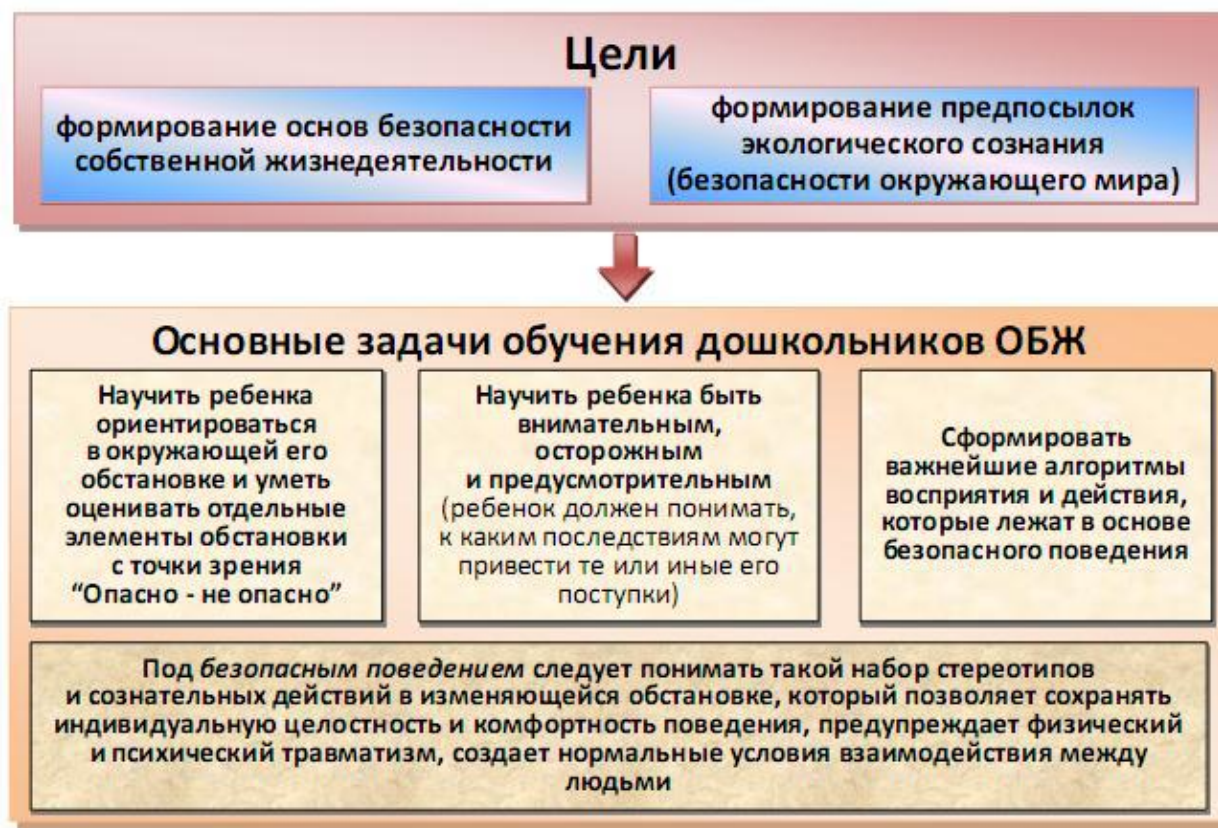 Цели
формирование основ безопасности
собственной жизнедеятельности
формирование предпосылок
экологического сознания
(безопасности окружающего мира)
Основные задачи обучения дошкольников ОБЖ
Научить ребенка
ориентироваться
в окружающей его
обстановке и уметь
оценивать отдельные
элементы обстановки
с точки зрения
“Опасно - не опасно”
Научить ребенка быть
внимательным,
осторожным
и предусмотрительным
(ребенок должен понимать,
к каким последствиям могут
привести те или иные его
поступки)
Сформировать
важнейшие алгоритмы
восприятия и действия,
которые лежат в основе
безопасного поведения
Под безопасным поведением следует понимать такой набор стереотипов
и сознательных действий в изменяющейся обстановке, который позволяет сохранять
индивидуальную целостность и комфортность поведения, предупреждает физический
и психический травматизм, создает нормальные условия взаимодействия между
людьми